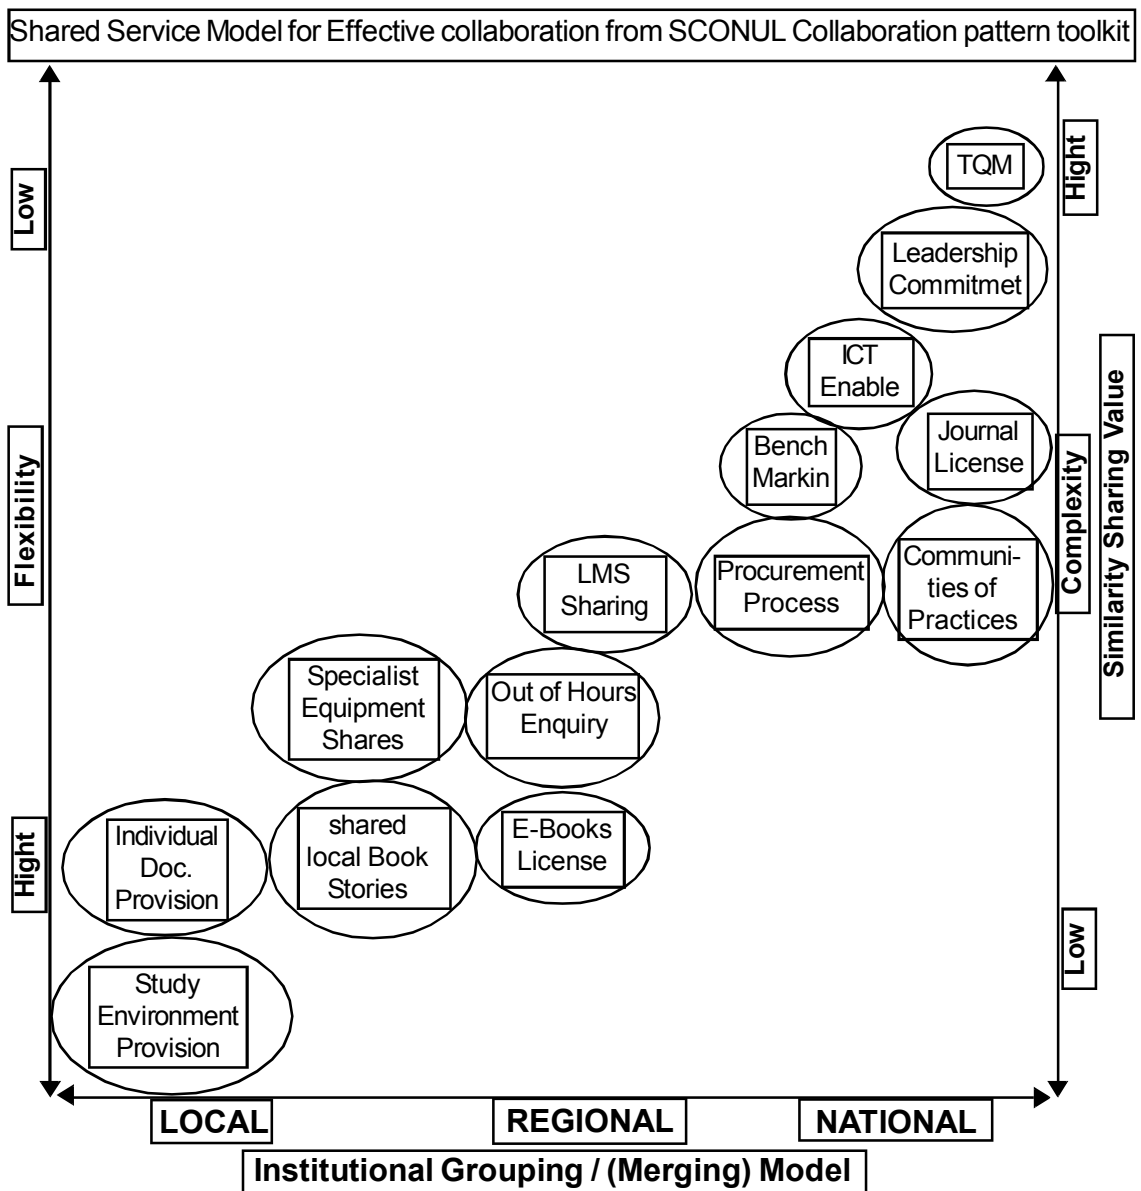 Shared Service Model for Effective collaboration from SCONUL Collaboration pattern toolkit
Low
Flexibility
Hight
TQM
Leadership
Commitmet
ICT
Enable
Bench
Markin
Journal
License
LMS
Sharing
Procurement
Process
Communi-
ties of
Practices
Specialist
Equipment
Shares
Out of Hours
Enquiry
Individual
Doc.
Provision
shared
local Book
Stories
E-Books
License
Study
Environment
Provision
Hight
Complexity
Low
Similarity Sharing Value
LOCAL
REGIONAL
NATIONAL
Institutional Grouping / (Merging) Model